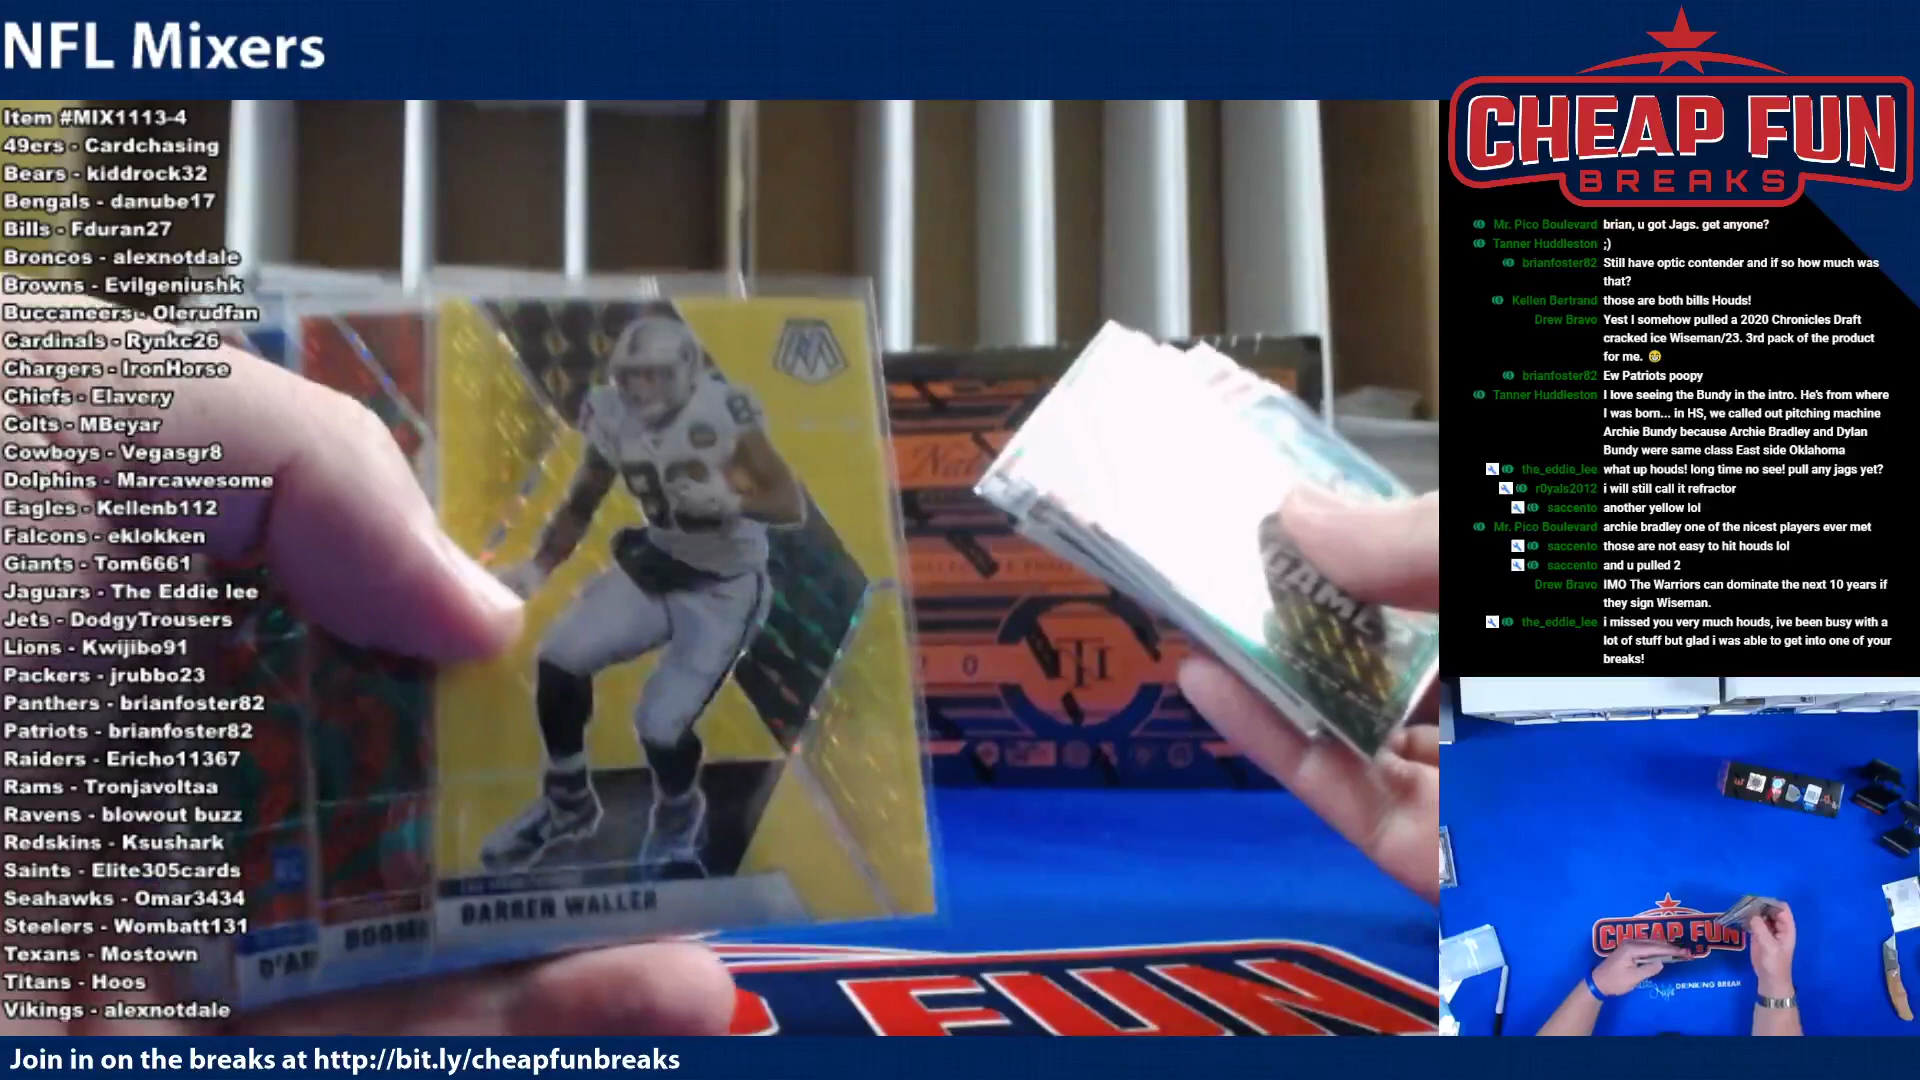 NFL Mixers
Item #MIX1113-4
49ers - Cardchasing
Bears - kiddrock32
Bengals - danube17
Bills - Fduran27
Broncos - alexnotdale
Browns - Evilgeniushk
Buccaneers - Olerudfan
Cardinals - Rynkc26
Chargers - IronHorse
Chiefs - Elavery
Colts - MBeyar
Cowboys - Vegasgr8
Dolphins - Marcawesome
Eagles - Kellenb112
Falcons - eklokken
Giants - Tom6661
Jaguars - The Eddie lee
Jets - DodgyTrousers
Lions - Kwijibo91
Packers - jrubbo23
Panthers - brianfoster82
Patriots - brianfoster82
Raiders - Ericho11367
Rams - Tronjavoltaa
Ravens - blowout buzz
Redskins - Ksushark
Saints - Elite305cards
Seahawks - Omar3434
Steelers - Wombatt131
Texans - Mostown
Titans - Hoos
Vikings - alexnotdale
DARREN WALLER
GAME
FUN
CHEAP FUN
BREAKS
Mr. Pico Boulevard brian, u got Jags. get anyone?
Tanner Huddleston ;)
brianfoster82 Still have optic contender and if so how much was
that?
Kellen Bertrand those are both bills Houds!
Drew Bravo Yest I somehow pulled a 2020 Chronicles Draft
cracked ice Wiseman/23. 3rd pack of the product
for me. 😁
brianfoster82 Ew Patriots poopy
Tanner Huddleston I love seeing the Bundy in the intro. He's from where
I was born... in HS, we called out pitching machine
Archie Bundy because Archie Bradley and Dylan
Bundy were same class East side Oklahoma
the_eddie_lee what up houds! long time no see! pull any jags yet?
r0yals2012 i will still call it refractor
saccento another yellow lol
Mr. Pico Boulevard archie bradley one of the nicest players ever met
saccento those are not easy to hit houds lol
saccento and u pulled 2
Drew Bravo IMO The Warriors can dominate the next 10 years if
they sign Wiseman.
the_eddie_lee i missed you very much houds, ive been busy with a
lot of stuff but glad i was able to get into one of your
breaks!
CHEAP FUN
DRINKING BREAK
Join in on the breaks at http://bit.ly/cheapfunbreaks